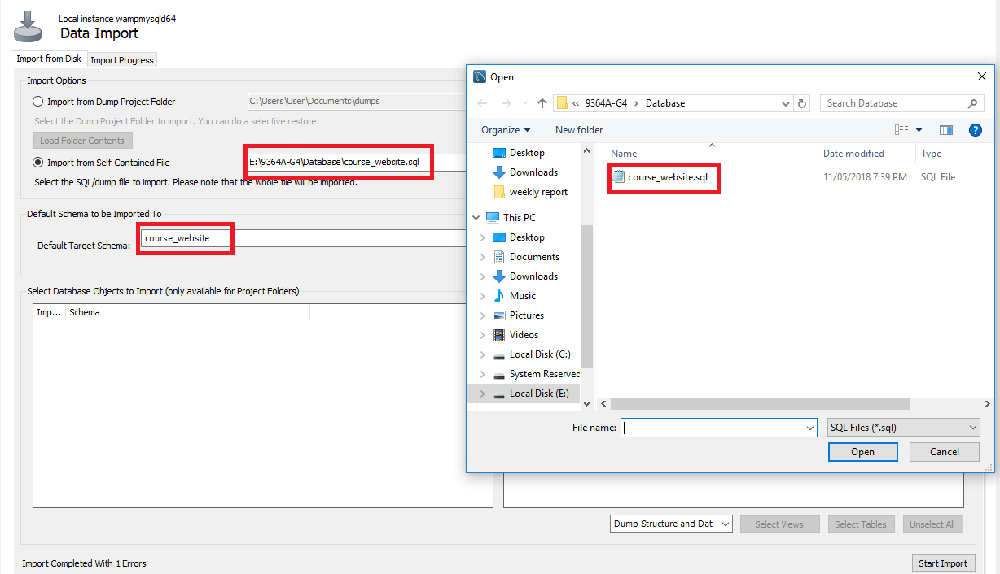 Local instance wampmysqld64
Data Import
Import from Disk
Import Progress
Import Options
Import from Dump Project Folder
C:\Users\User\Documents\dumps
Select the Dump Project Folder to import. You can do a selective restore.
Load Folder Contents
Import from Self-Contained File
E:\9364A-G4\Database\course_website.sql
Select the SQL/dump file to import. Please note that the whole file will be imported.
Default Schema to be Imported To
Default Target Schema:
course_website
Select Database Objects to Import (only available for Project Folders)
Imp...
Schema
Open
« 9364A-G4 › Database
Search Database
Organize
New folder
Desktop
Downloads
weekly report
This PC
Desktop
Documents
Downloads
Music
Pictures
Videos
Local Disk (C:)
System Reserved
Local Disk (E:)
Name
Date modified
Type
course_website.sql
11/05/2018 7:39 PM
SQL File
File name:
SQL Files (*.sql)
Open
Cancel
Dump Structure and Dat
Select Views
Select Tables
Unselect All
Import Completed With 1 Errors
Start Import